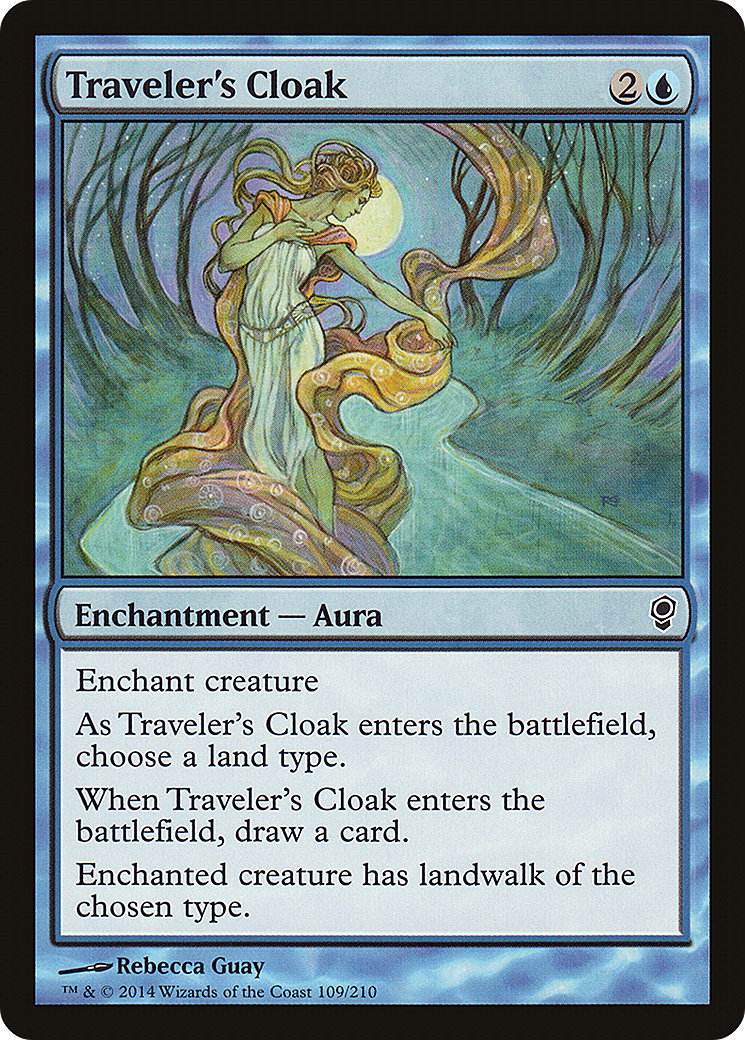 Traveler's Cloak 2
RG
Enchantment — Aura
Enchant creature
As Traveler's Cloak enters the battlefield,
choose a land type.
When Traveler's Cloak enters the
battlefield, draw a card.
Enchanted creature has landwalk of the
chosen type.
Rebecca Guay
™ & © 2014 Wizards of the Coast 109/210